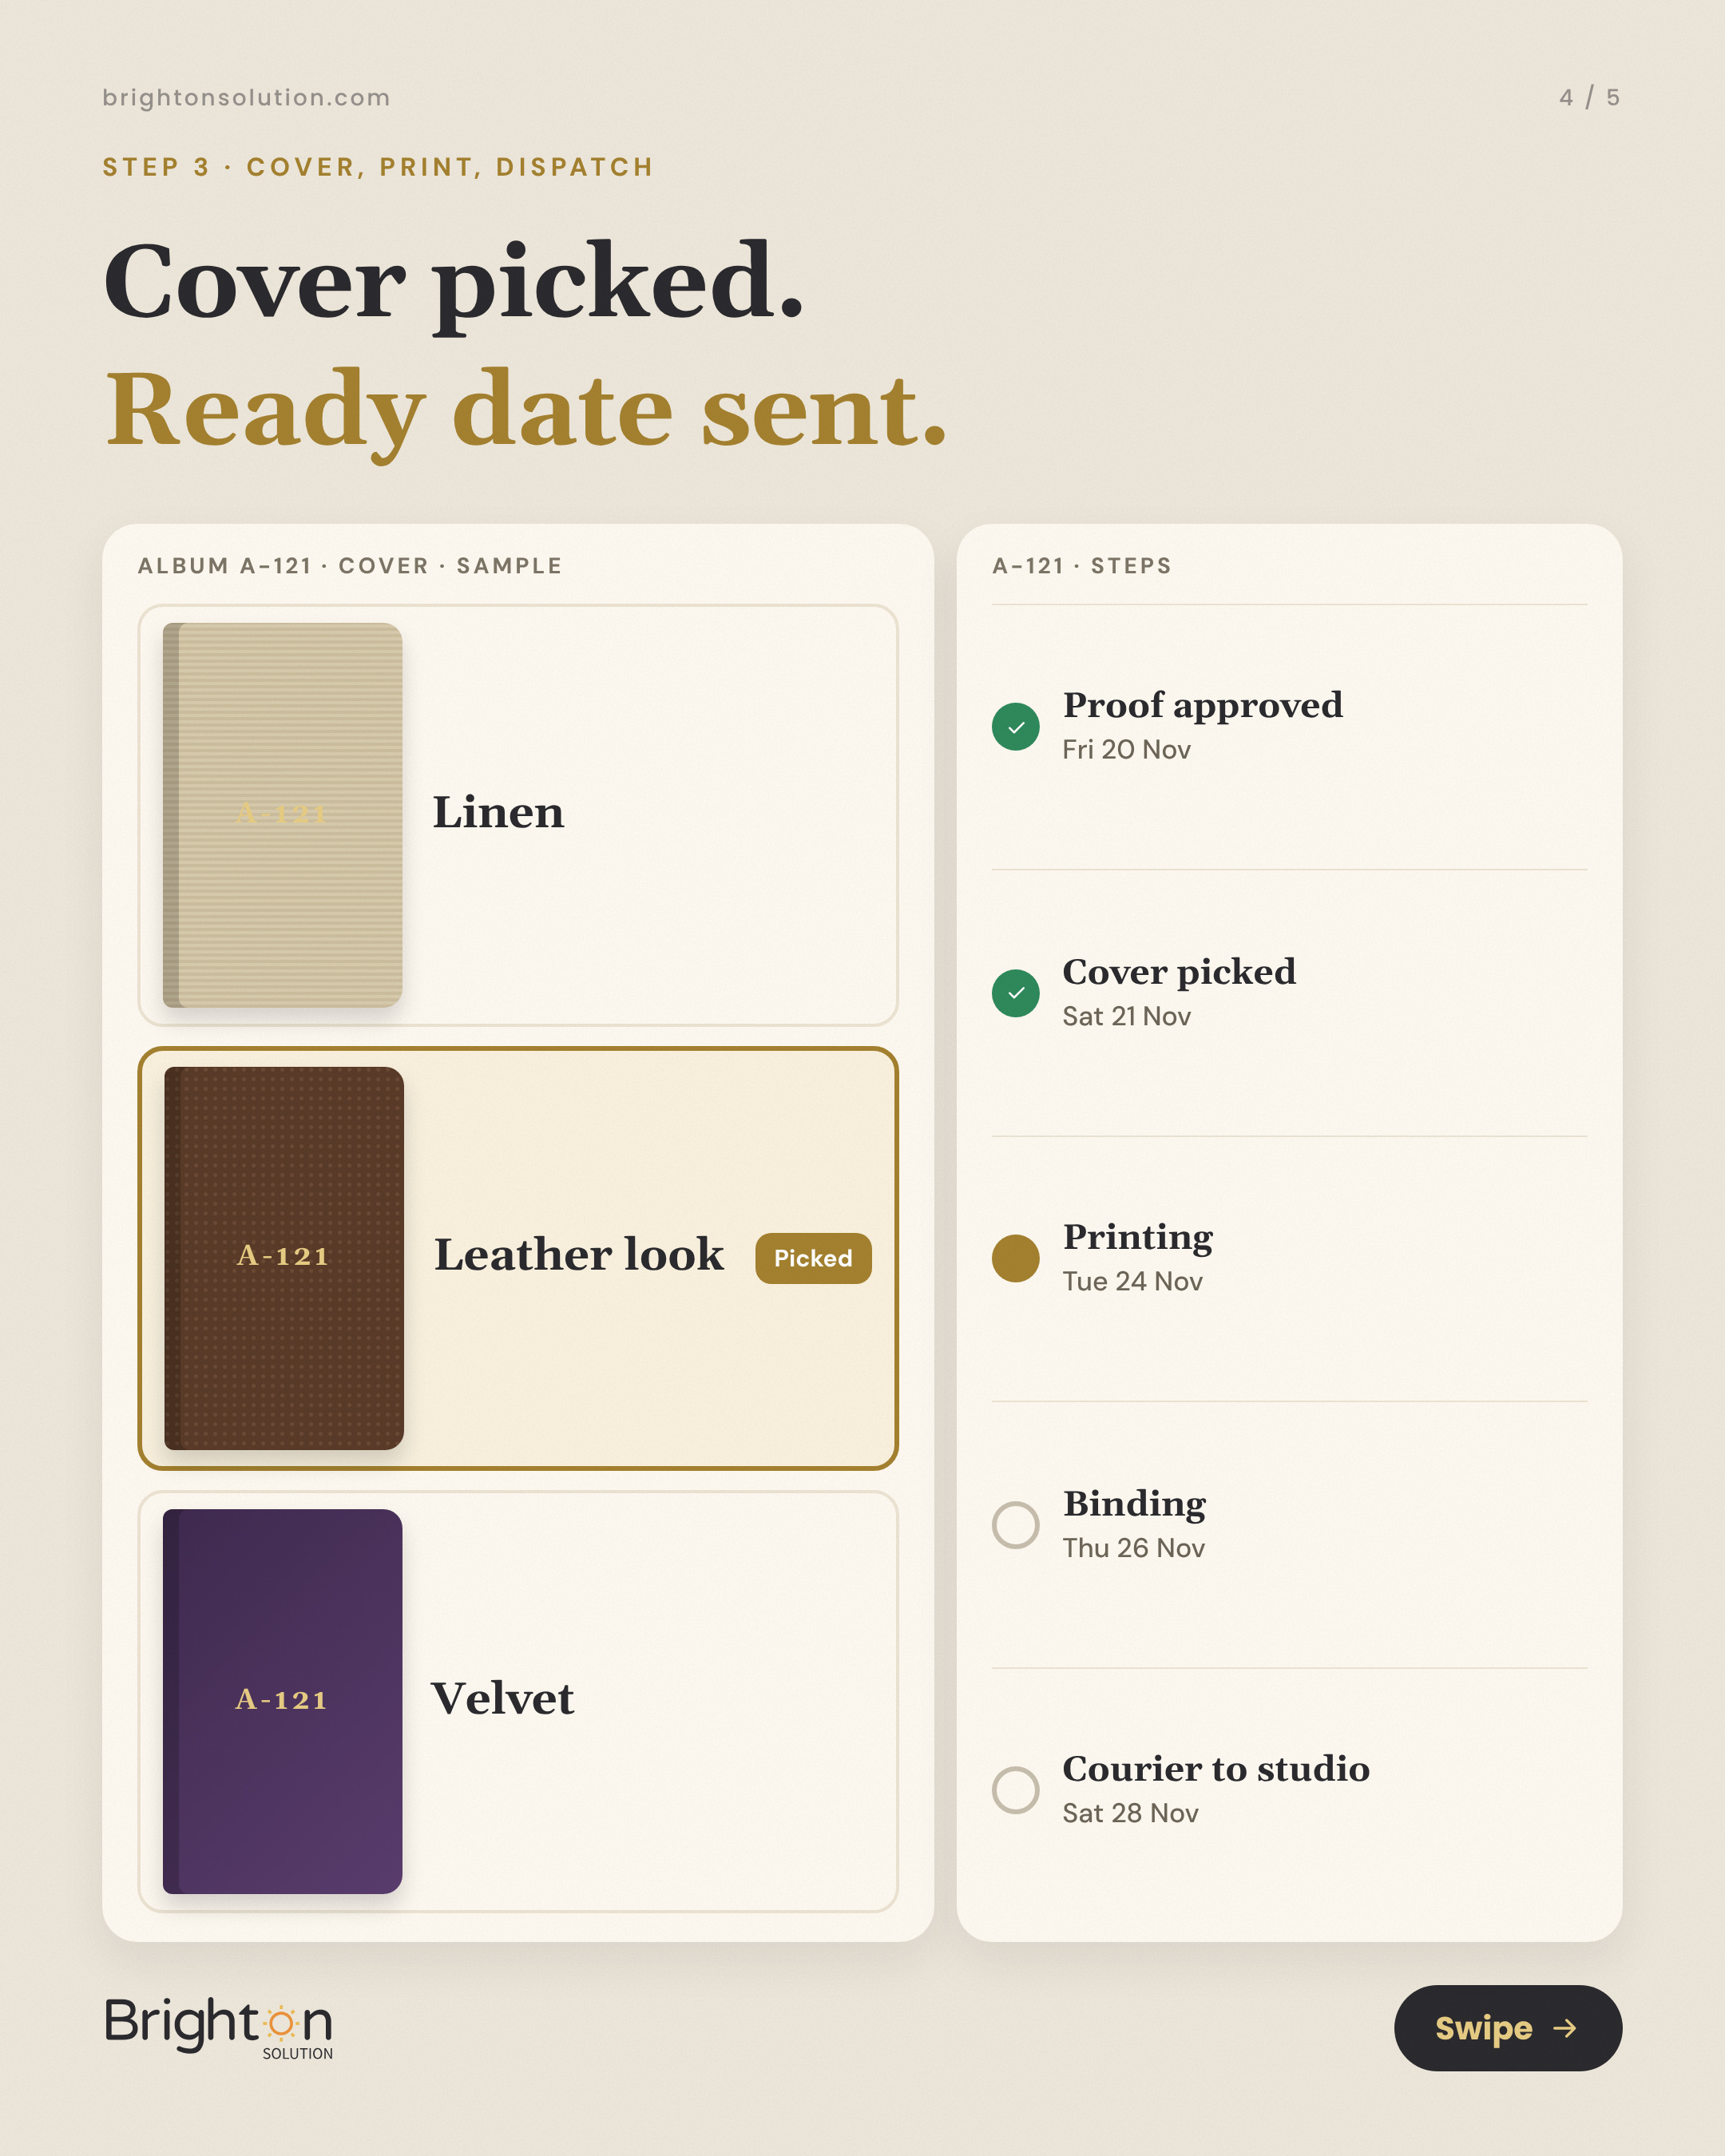 brightonsolution.com
4 / 5
STEP 3 · COVER, PRINT, DISPATCH
Cover picked.
Ready date sent.
ALBUM A-121 · COVER · SAMPLE
A-121
Linen
A-121
Leather look
Picked
A-121
Velvet
A-121 · STEPS
Proof approved
Fri 20 Nov
Cover picked
Sat 21 Nov
Printing
Tue 24 Nov
Binding
Thu 26 Nov
Courier to studio
Sat 28 Nov
Brighton
SOLUTION
Swipe →